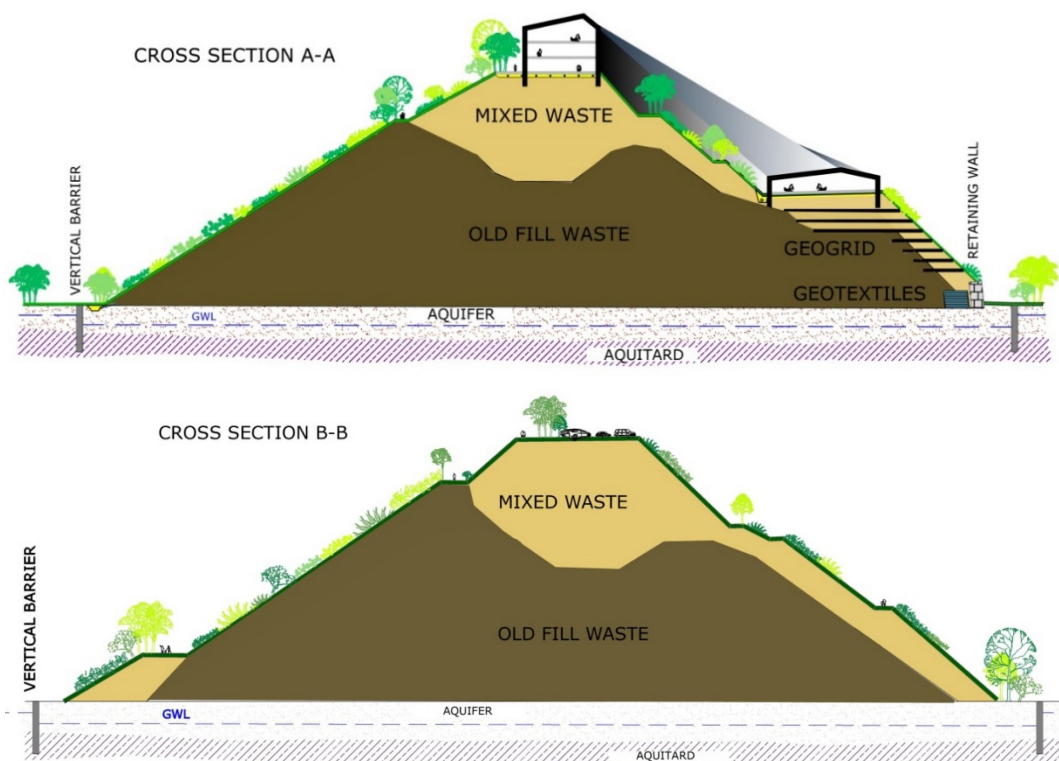 CROSS SECTION A-A
MIXED WASTE
VERTICAL BARRIER
OLD FILL WASTE
GEOGRID
RETAINING WALL
GEOTEXTILES
GWL
AQUIFER
AQUITARD
CROSS SECTION B-B
MIXED WASTE
VERTICAL BARRIER
OLD FILL WASTE
GWL
AQUIFER
AQUITARD